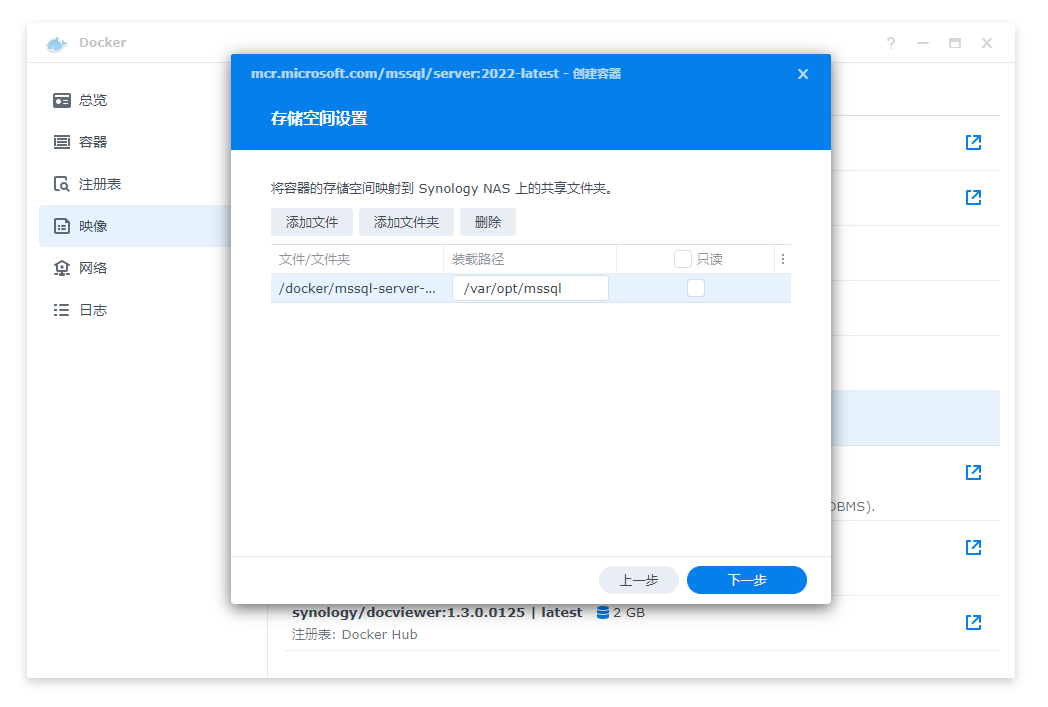 Docker
mcr.microsoft.com/mssql/server:2022-latest - 创建容器
存储空间设置
总览
容器
注册表
映像
网络
日志
将容器的存储空间映射到 Synology NAS 上的共享文件夹。
添加文件 添加文件夹 删除
文件/文件夹 装载路径 只读
/docker/mssql-server-... /var/opt/mssql
DBMS).
上一步 下一步
synology/docviewer:1.3.0.0125 | latest 2 GB
注册表: Docker Hub